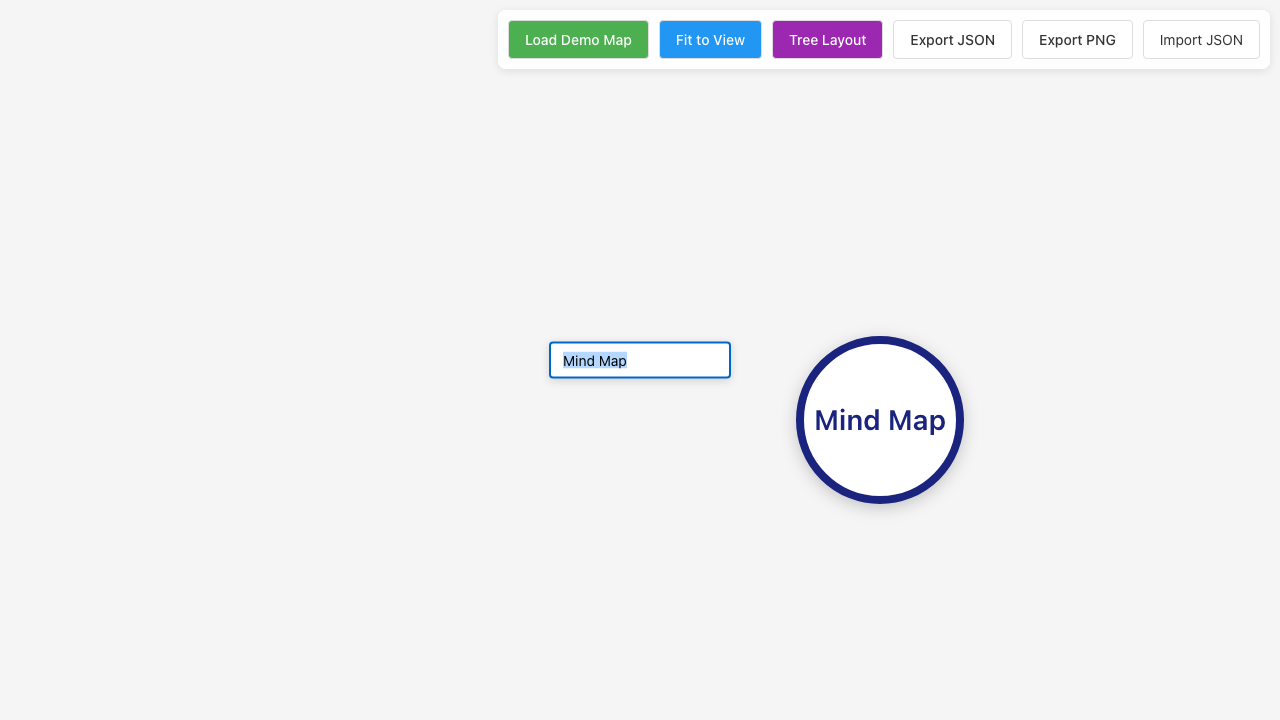 Load Demo Map
Fit to View
Tree Layout
Export JSON
Export PNG
Import JSON
Mind Map
Mind Map